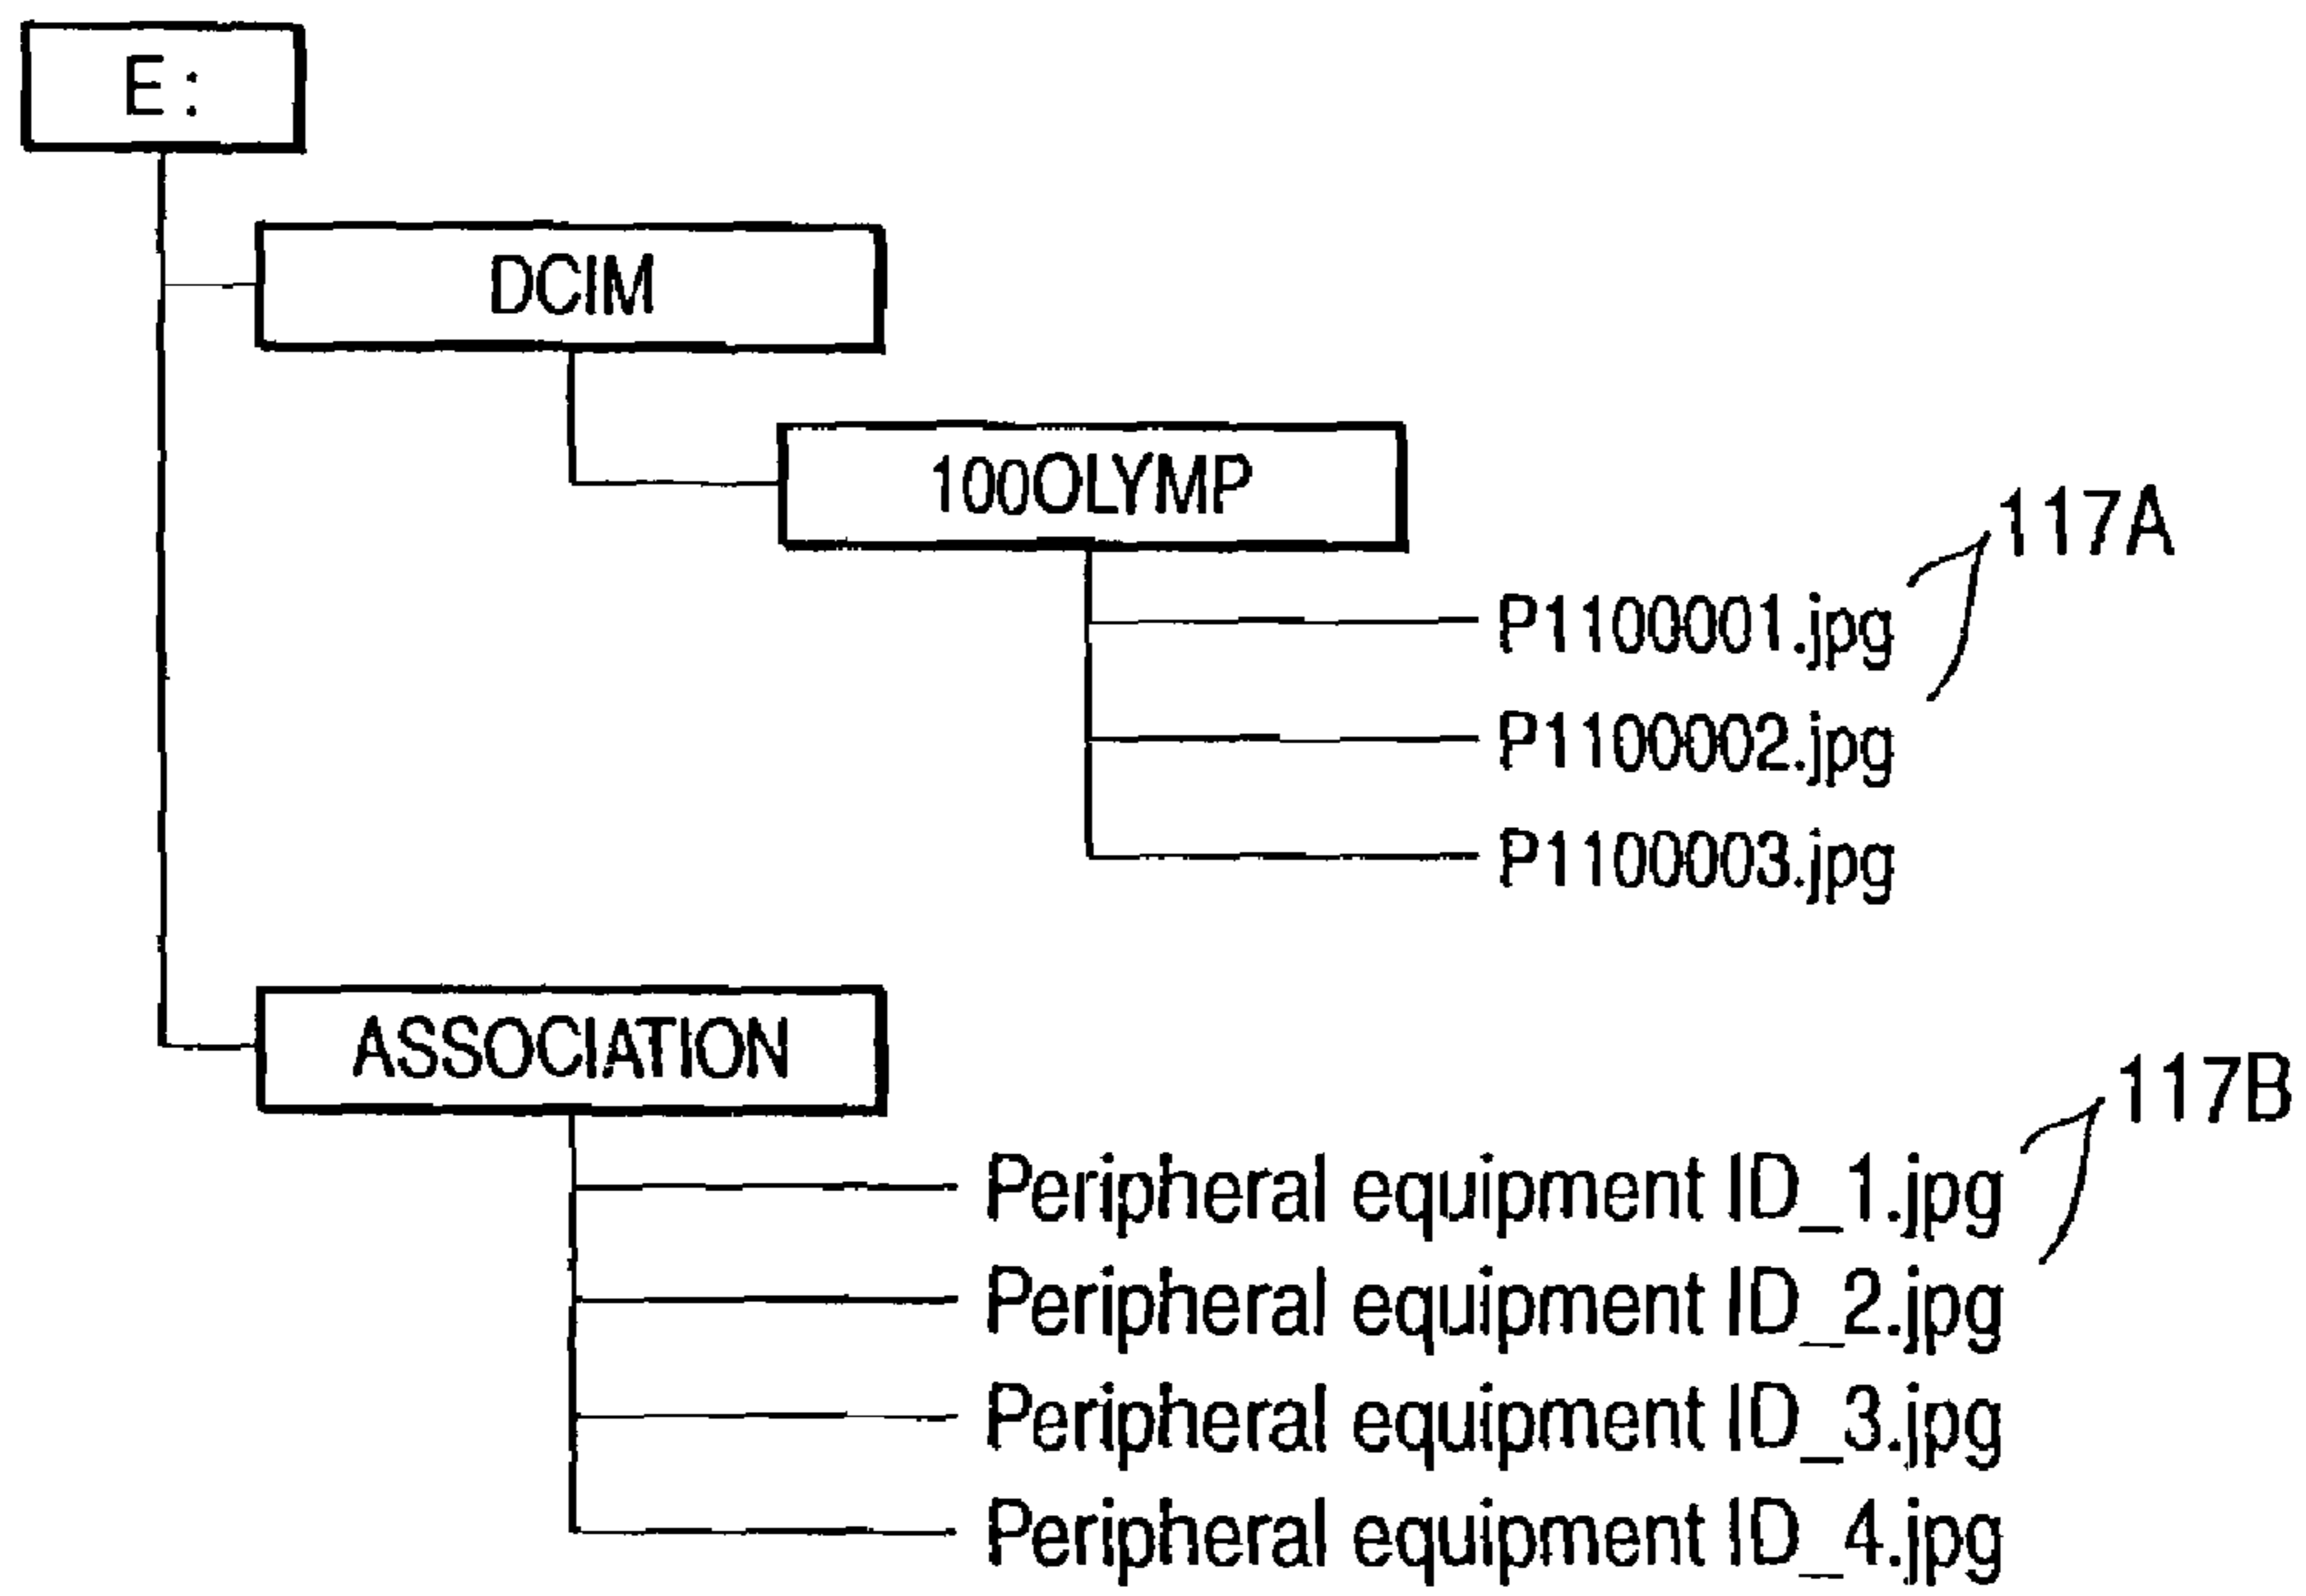 E:
DCIM
100OLYMP
117A
P1100001.jpg
P1100002.jpg
P1100003.jpg
ASSOCIATION
117B
Peripheral equipment ID_1.jpg
Peripheral equipment ID_2.jpg
Peripheral equipment ID_3.jpg
Peripheral equipment ID_4.jpg